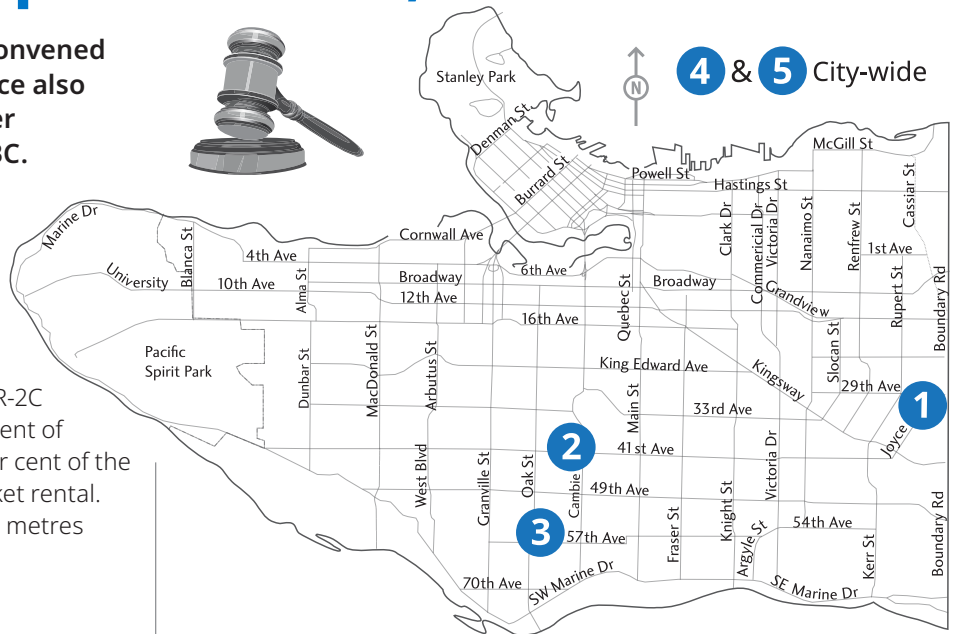 onvened
ce also
er
BC.
R-2C
ent of
r cent of the
ket rental.
metres
4 & 5 City-wide
N
Stanley Park
Denman St.
Burrard St
Powell St
McGill St
Hastings St
Cassiar St
Clark Dr
Commercial Dr
Victoria Dr
Nanaimo St
Renfrew St
1st Ave
Marine Dr
Blanca St
Cornwall Ave
4th Ave
University
10th Ave
Alma St
Broadway
6th Ave
Broadway
12th Ave
16th Ave
Quebec St
Grandview
Rupert St
Boundary Rd
Pacific
Spirit Park
Dunbar St
MacDonald St
Arbutus St
King Edward Ave
Kingsway
Slocan St
29th Ave
1
Main St
33rd Ave
Joyce
2
41st Ave
West Blvd
Granville St
Oak St
Cambie
49th Ave
Victoria Dr
3
57th Ave
Fraser St
Knight St
Argyle St
54th Ave
Kerr St
Boundary Rd
70th Ave
SW Marine Dr
SE Marine Dr